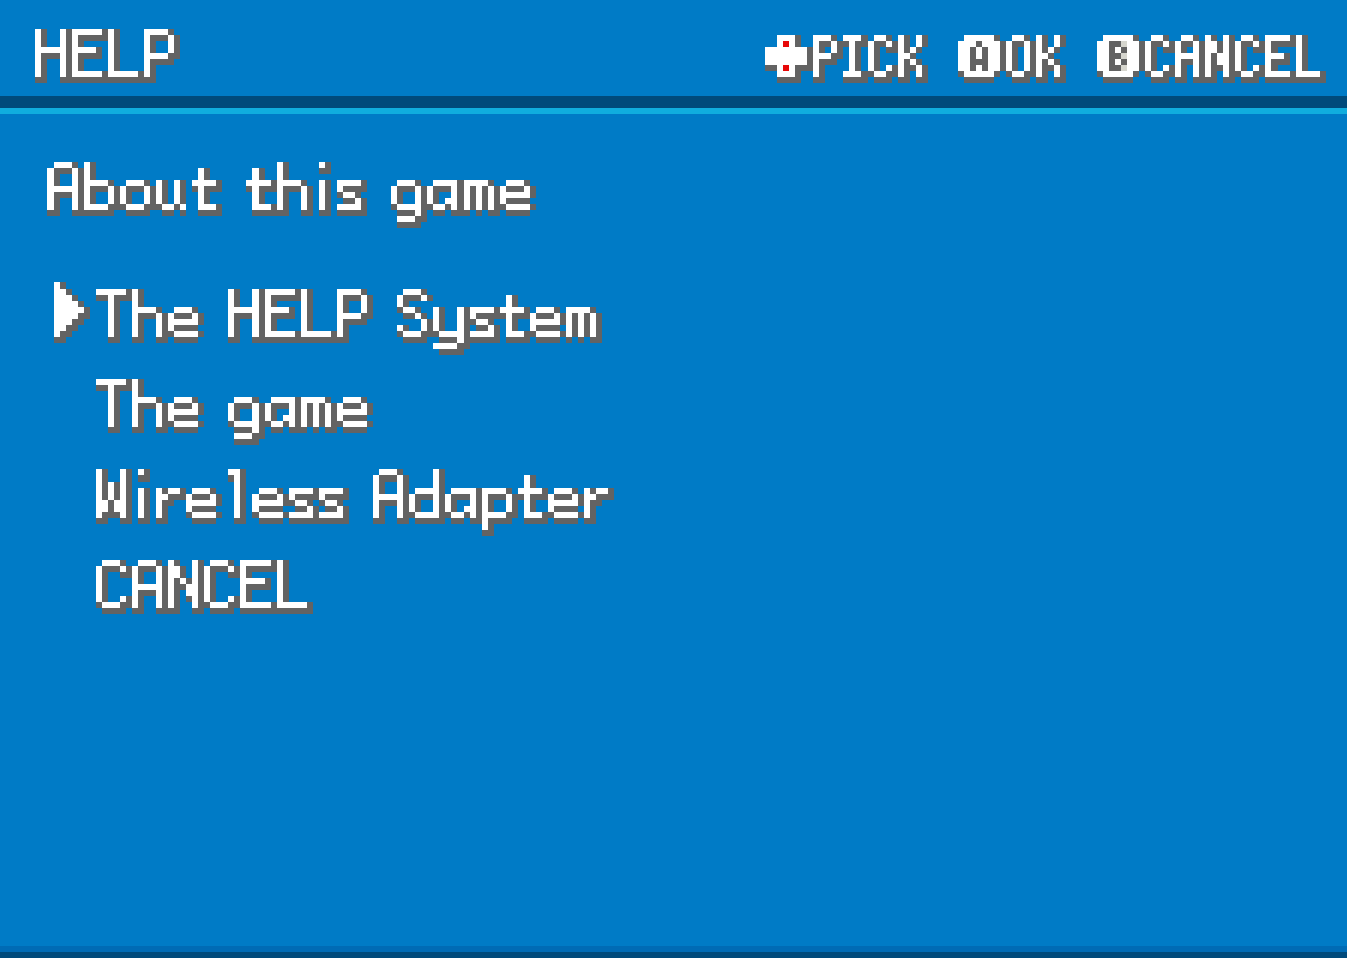 HELP
PICK A OK B CANCEL
About this game
The HELP System
The game
Wireless Adapter
CANCEL